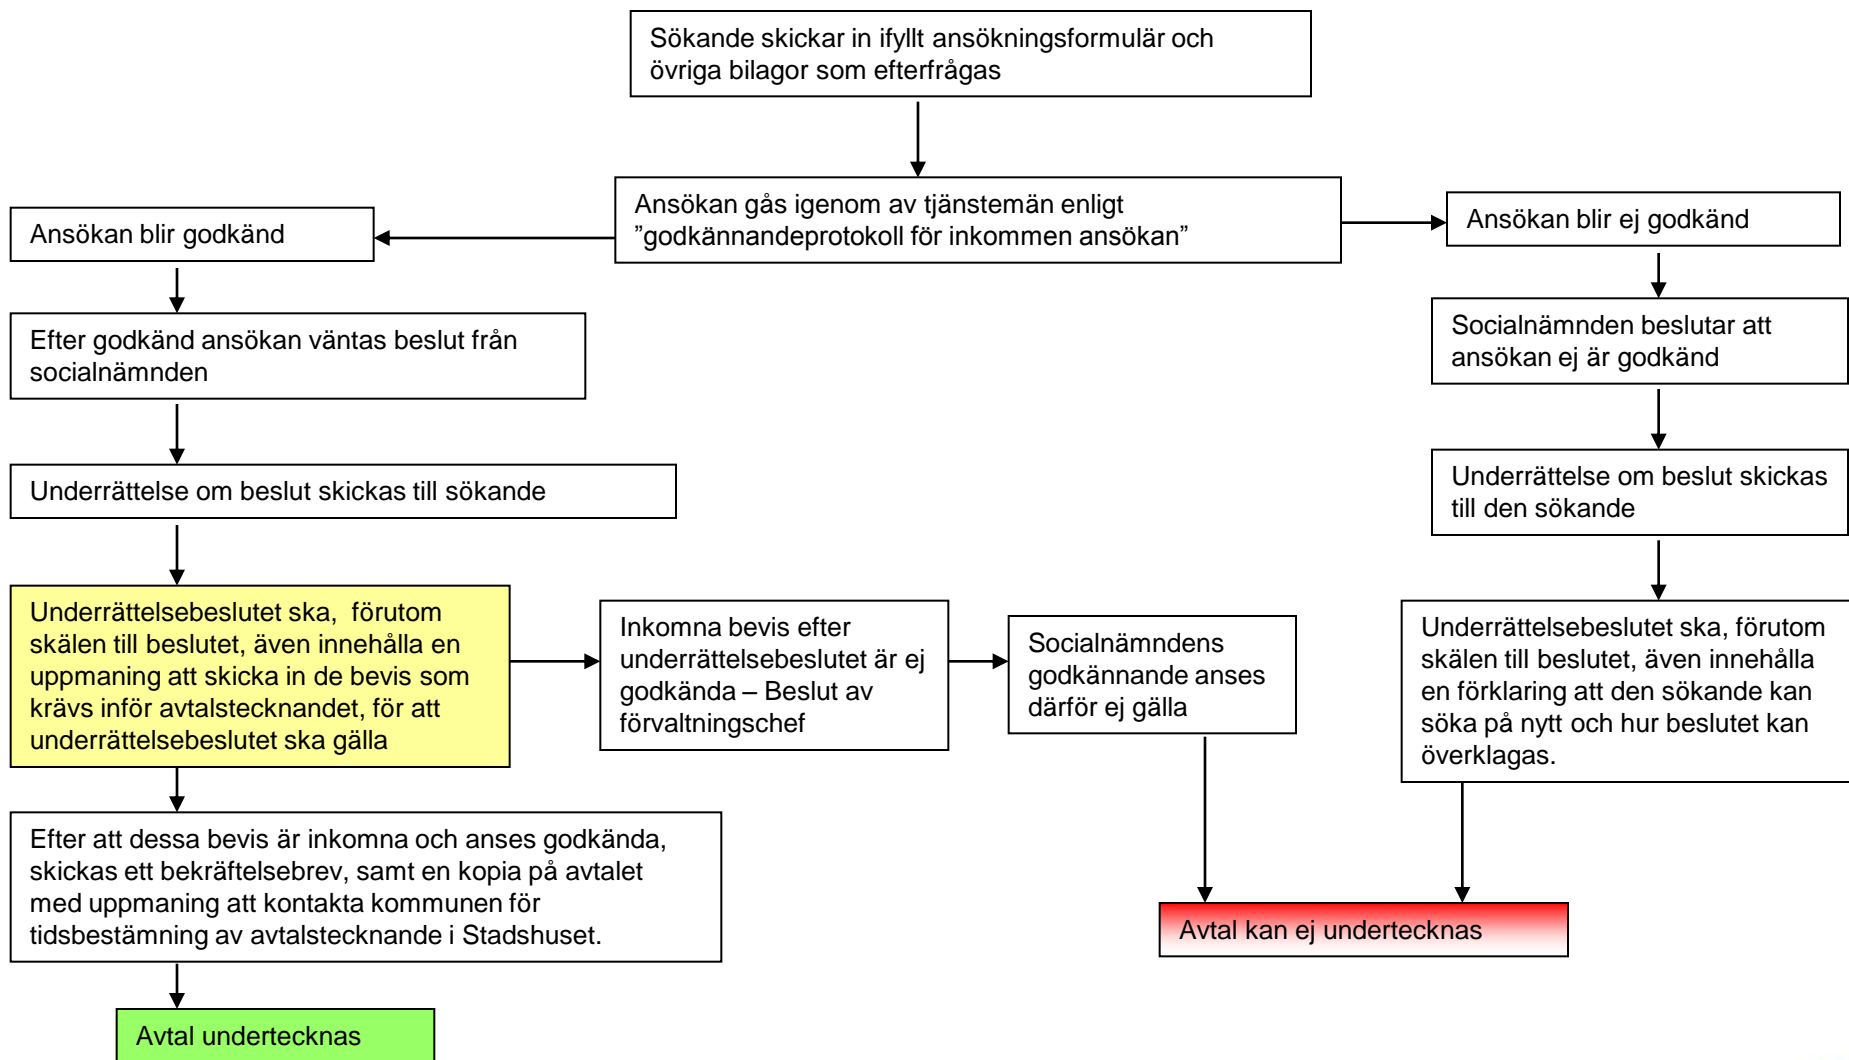 Sökande skickar in ifyllt ansökningsformulär och
övriga bilagor som efterfrågas
Ansökan gås igenom av tjänstemän enligt
”godkännandeprotokoll för inkommen ansökan”
Ansökan blir godkänd
Ansökan blir ej godkänd
Efter godkänd ansökan väntas beslut från
socialnämnden
Socialnämnden beslutar att
ansökan ej är godkänd
Underrättelse om beslut skickas till sökande
Underrättelse om beslut skickas
till den sökande
Underrättelsebeslutet ska,  förutom
skälen till beslutet, även innehålla en
uppmaning att skicka in de bevis som
krävs inför avtalstecknandet, för att
underrättelsebeslutet ska gälla
Inkomna bevis efter
underrättelsebeslutet är ej
godkända – Beslut av
förvaltningschef
Socialnämndens
godkännande anses
därför ej gälla
Underrättelsebeslutet ska, förutom
skälen till beslutet, även innehålla
en förklaring att den sökande kan
söka på nytt och hur beslutet kan
överklagas.
Efter att dessa bevis är inkomna och anses godkända,
skickas ett bekräftelsebrev, samt en kopia på avtalet
med uppmaning att kontakta kommunen för
tidsbestämning av avtalstecknande i Stadshuset.
Avtal kan ej undertecknas
Avtal undertecknas